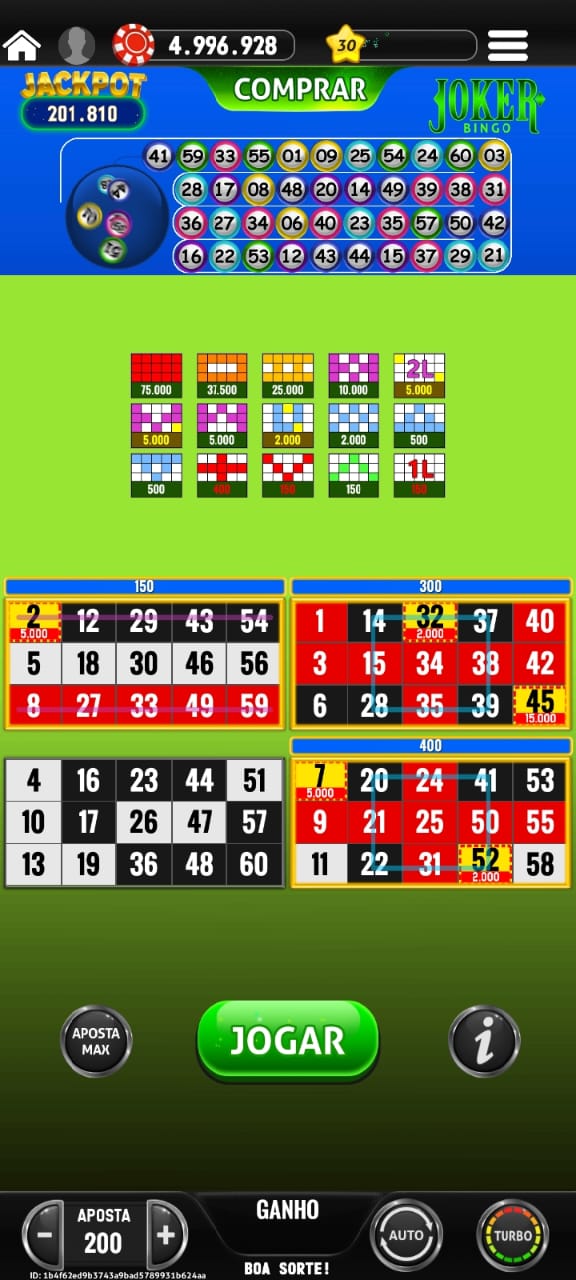 4.996.928 30
JACKPOT COMPRAR JOKER
201.810 BINGO
41 59 33 55 01 09 25 54 24 60 03
28 17 08 48 20 14 49 39 38 31
36 27 34 06 40 23 35 57 50 42
16 22 53 12 43 44 15 37 29 21
2L
75.000 37.500 25.000 10.000 5.000
5.000 5.000 2.000 2.000 500
1L
500 400 150 150 150
150
2 12 29 43 54
5.000
5 18 30 46 56
8 27 33 49 59
300
1 14 32 37 40
2.000
3 15 34 38 42
6 28 35 39 45
15.000
4 16 23 44 51
10 17 26 47 57
13 19 36 48 60
400
7 20 24 41 53
5.000
9 21 25 50 55
11 22 31 52 58
2.000
APOSTA
MAX
JOGAR
i
APOSTA
- 200 +
GANHO
AUTO
TURBO
ID: 1b4f62ed9b3743a9bad5789931b624aa
BOA SORTE!